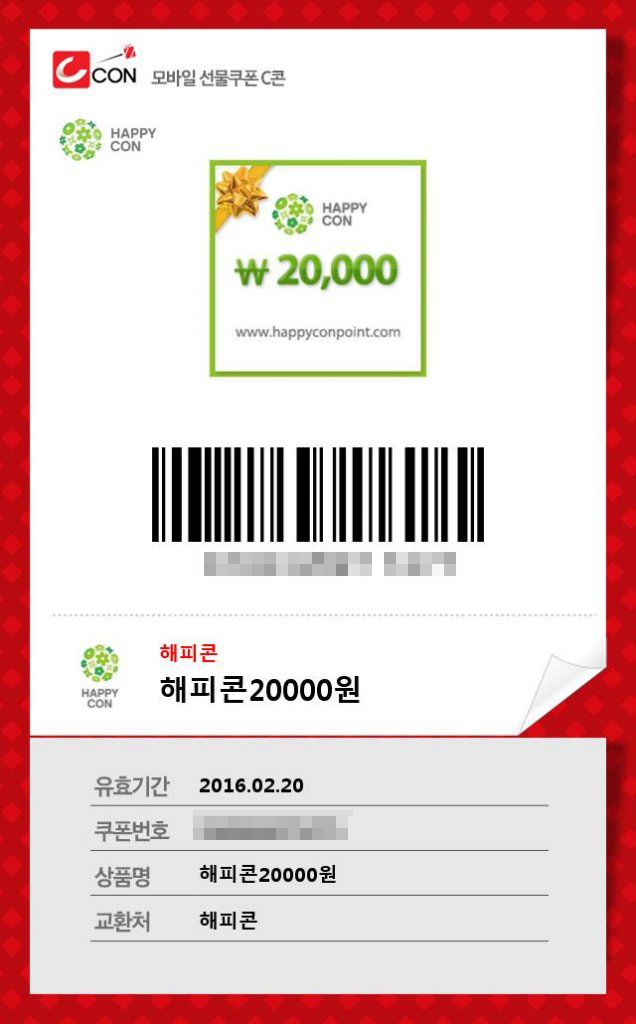 CON 모바일 선물쿠폰 C콘
HAPPY
CON
HAPPY
CON
₩ 20,000
www.happyconpoint.com
해피콘
해피콘20000원
HAPPY
CON
유효기간 2016.02.20
쿠폰번호
상품명 해피콘20000원
교환처 해피콘